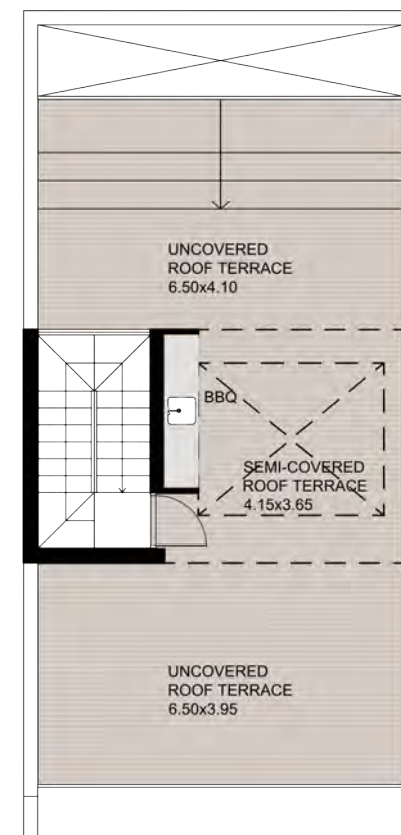 UNCOVERED
ROOF TERRACE
6.50x4.10
BBQ
SEMI-COVERED
ROOF TERRACE
4.15x3.65
UNCOVERED
ROOF TERRACE
6.50x3.95